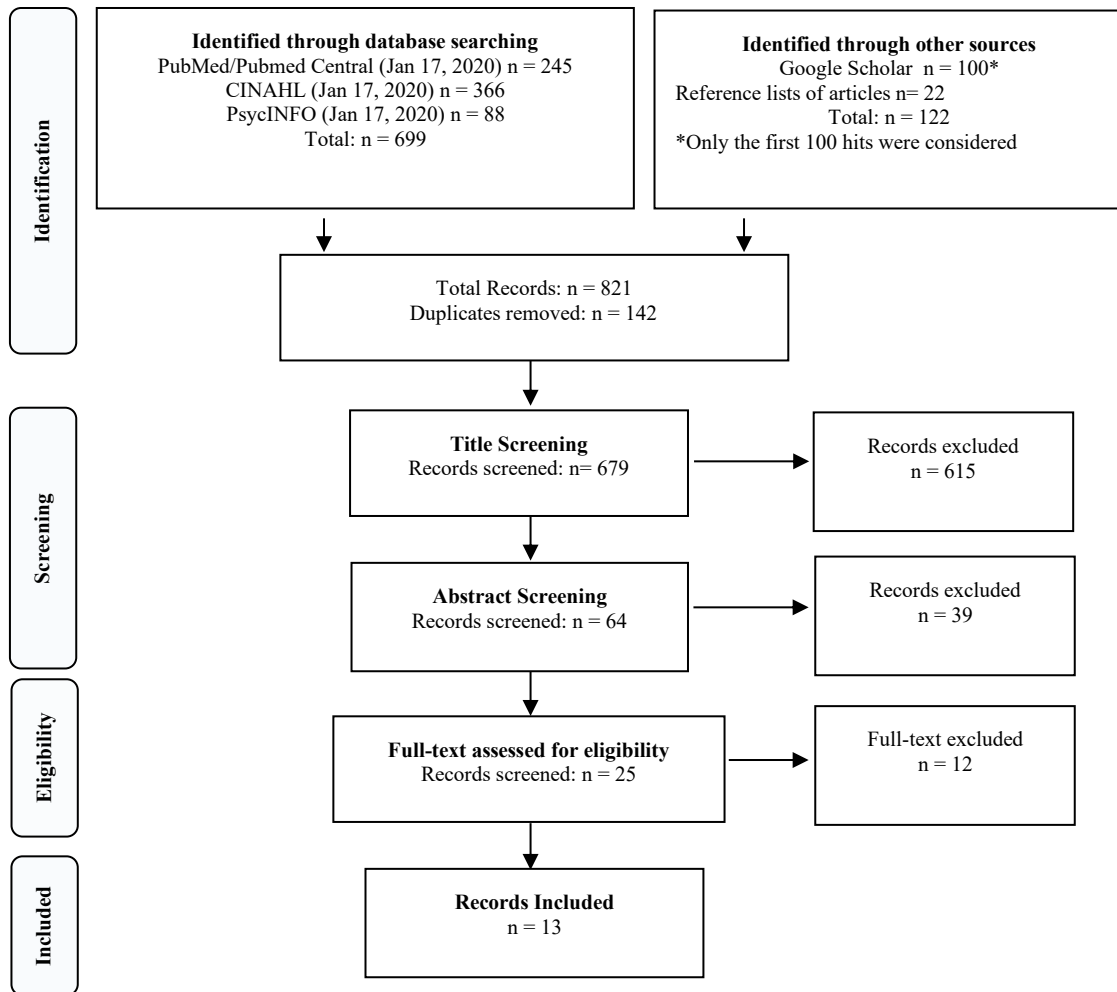 Identification
Identified through database searching
PubMed/Pubmed Central (Jan 17, 2020) n = 245
CINAHL (Jan 17, 2020) n = 366
PsycINFO (Jan 17, 2020) n = 88
Total: n = 699
Identified through other sources
Google Scholar n = 100*
Reference lists of articles n= 22
Total: n = 122
*Only the first 100 hits were considered
Total Records: n = 821
Duplicates removed: n = 142
Screening
Title Screening
Records screened: n= 679
Records excluded
n = 615
Abstract Screening
Records screened: n = 64
Records excluded
n = 39
Eligibility
Full-text assessed for eligibility
Records screened: n = 25
Full-text excluded
n = 12
Included
Records Included
n = 13